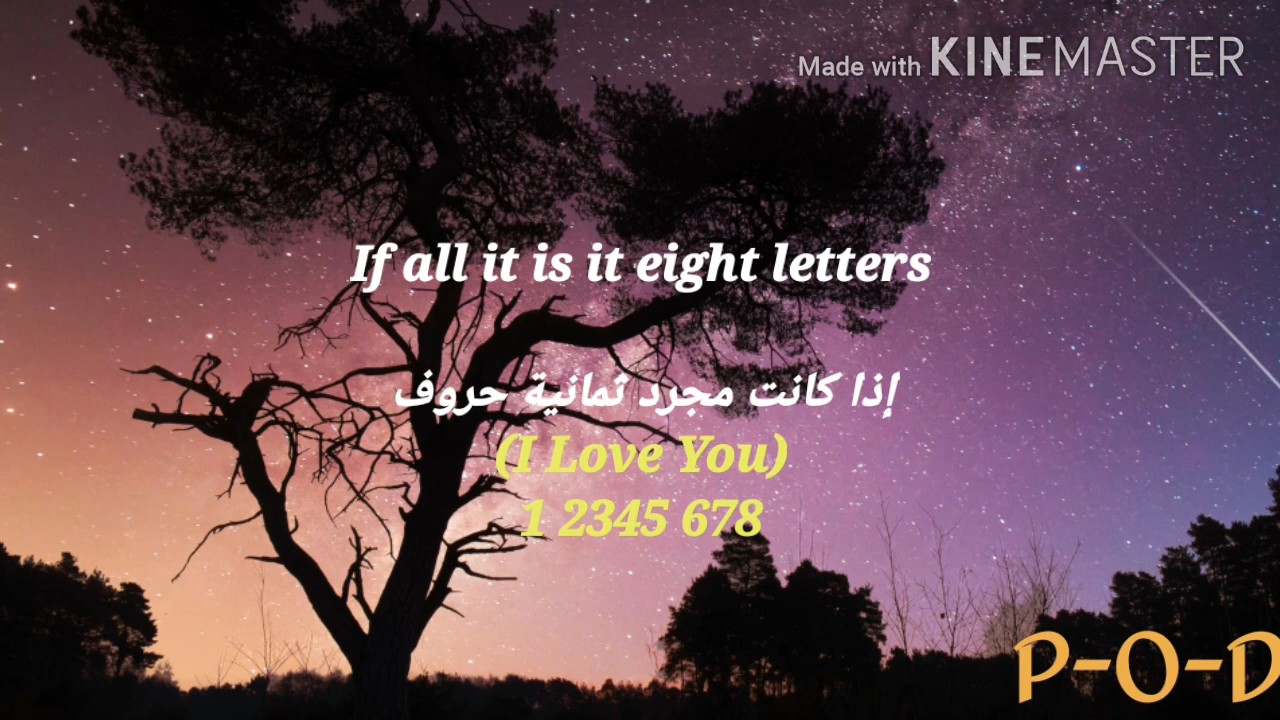 Made with KINEMASTER
If all it is it eight letters
إذا كانت مجرد ثمانية حروف
(I Love You)
1 2345 678
P-O-D